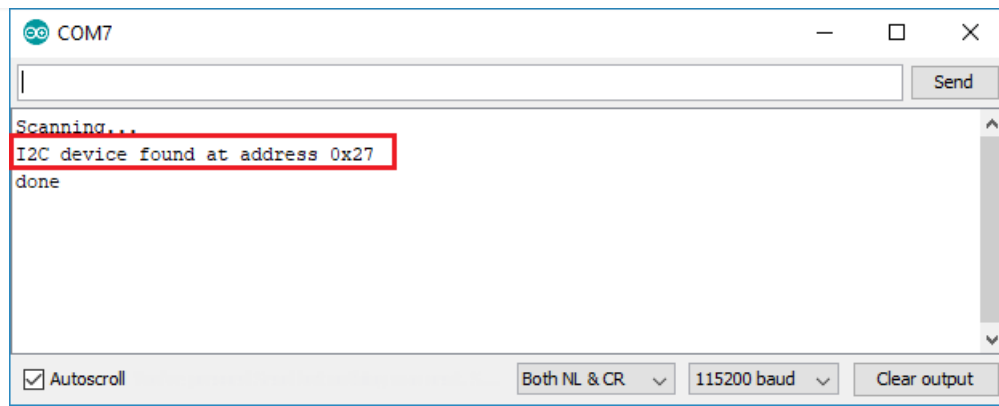 COM7
Send
Scanning...
I2C device found at address 0x27
done
Autoscroll
Both NL & CR
115200 baud
Clear output